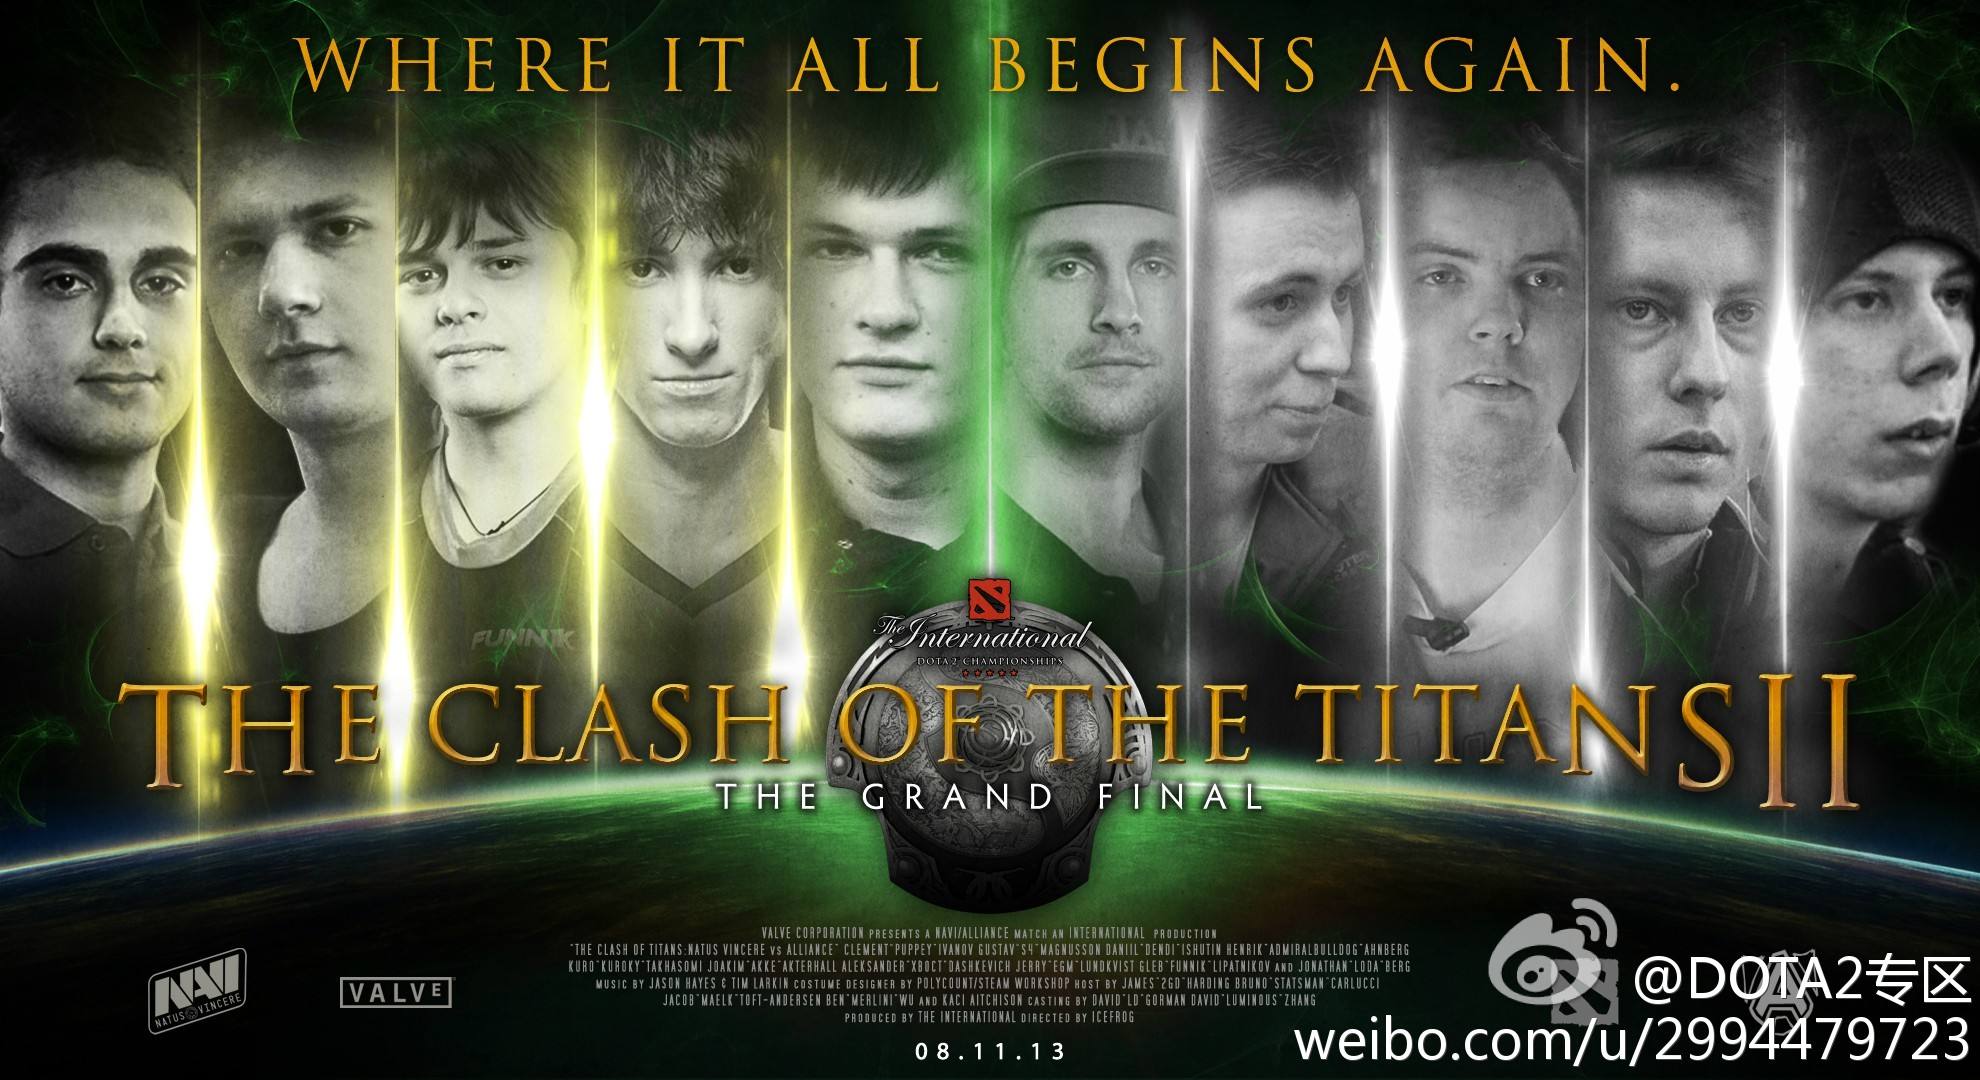 WHERE IT ALL BEGINS AGAIN.
FUNN1K
The International
DOTA 2 CHAMPIONSHIPS
THE CLASH OF THE TITANS II
THE GRAND FINAL
VALVE CORPORATION PRESENTS A NAVI/ALLIANCE MATCH AN INTERNATIONAL PRODUCTION
"THE CLASH OF TITANS:NATUS VINCERE VS ALLIANCE" CLEMENT"PUPPEY"IVANOV GUSTAV"S4"MAGNUSSON DANIIL"DENDI"ISHUTIN HENRIK"ADMIRALBULLDOG"AHNBERG
KURO"KUROKY"TAKHASOMI JOAKIM"AKKE"AKTERHALL ALEKSANDER"XBOCT"DASHKEVICH JERRY"EGM"LUNDKVIST GLEB"FUNNIK"LIPATNIKOV AND JONATHAN"LODA"BERG
MUSIC BY JASON HAYES & TIM LARKIN COSTUME DESIGNER BY POLYCOUNT/STEAM WORKSHOP HOST BY JAMES"2GD"HARDING BRUNO"STATSMAN"CARLUCCI
JACOB"MAELK"TOFT-ANDERSEN BEN"MERLINI"WU AND KACI AITCHISON CASTING BY DAVID"LD"GORMAN DAVID"LUMINOUS"ZHANG
PRODUCED BY THE INTERNATIONAL DIRECTED BY ICEFROG
08.11.13
NAVI
NATUS VINCERE
VALVE
@DOTA2专区
weibo.com/u/2994479723